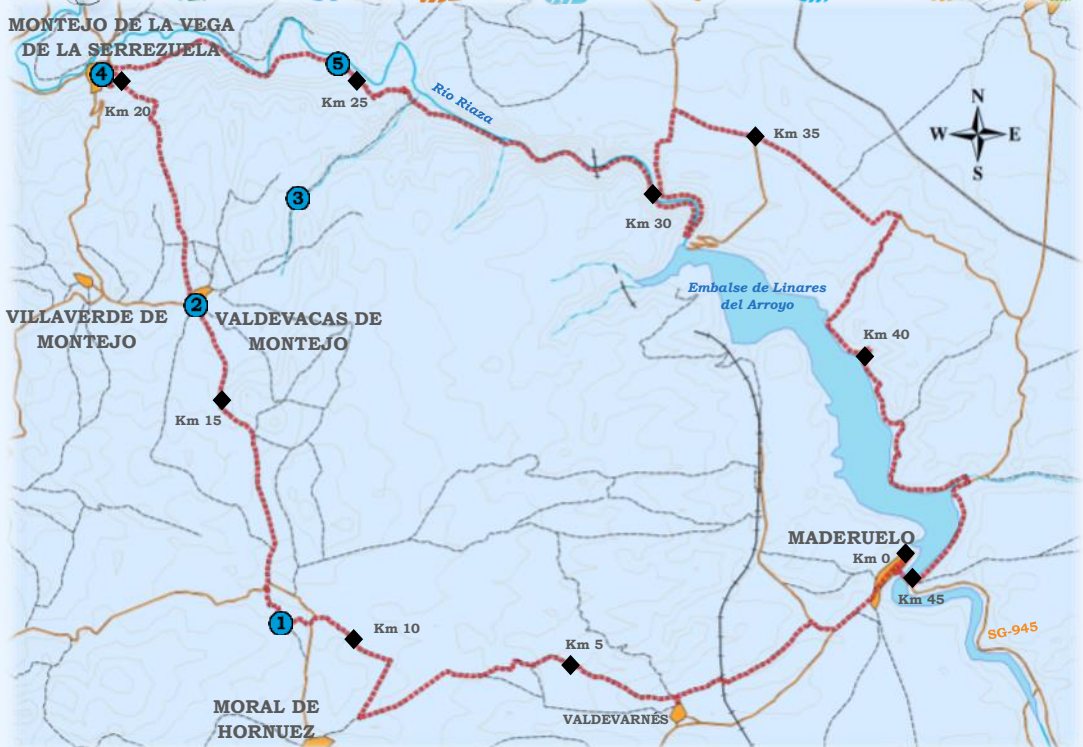 MONTEJO DE LA VEGA
DE LA SERREZUELA
4
5
Km 20
Km 25
Río Riaza
Km 35
N
W E
S
3
Km 30
2
VILLAVERDE DE
MONTEJO
VALDEVACAS DE
MONTEJO
Embalse de Linares
del Arroyo
Km 40
Km 15
MADERUELO
Km 0
Km 45
1
Km 10
Km 5
SG-945
MORAL DE
HORNUEZ
VALDEVARNÉS